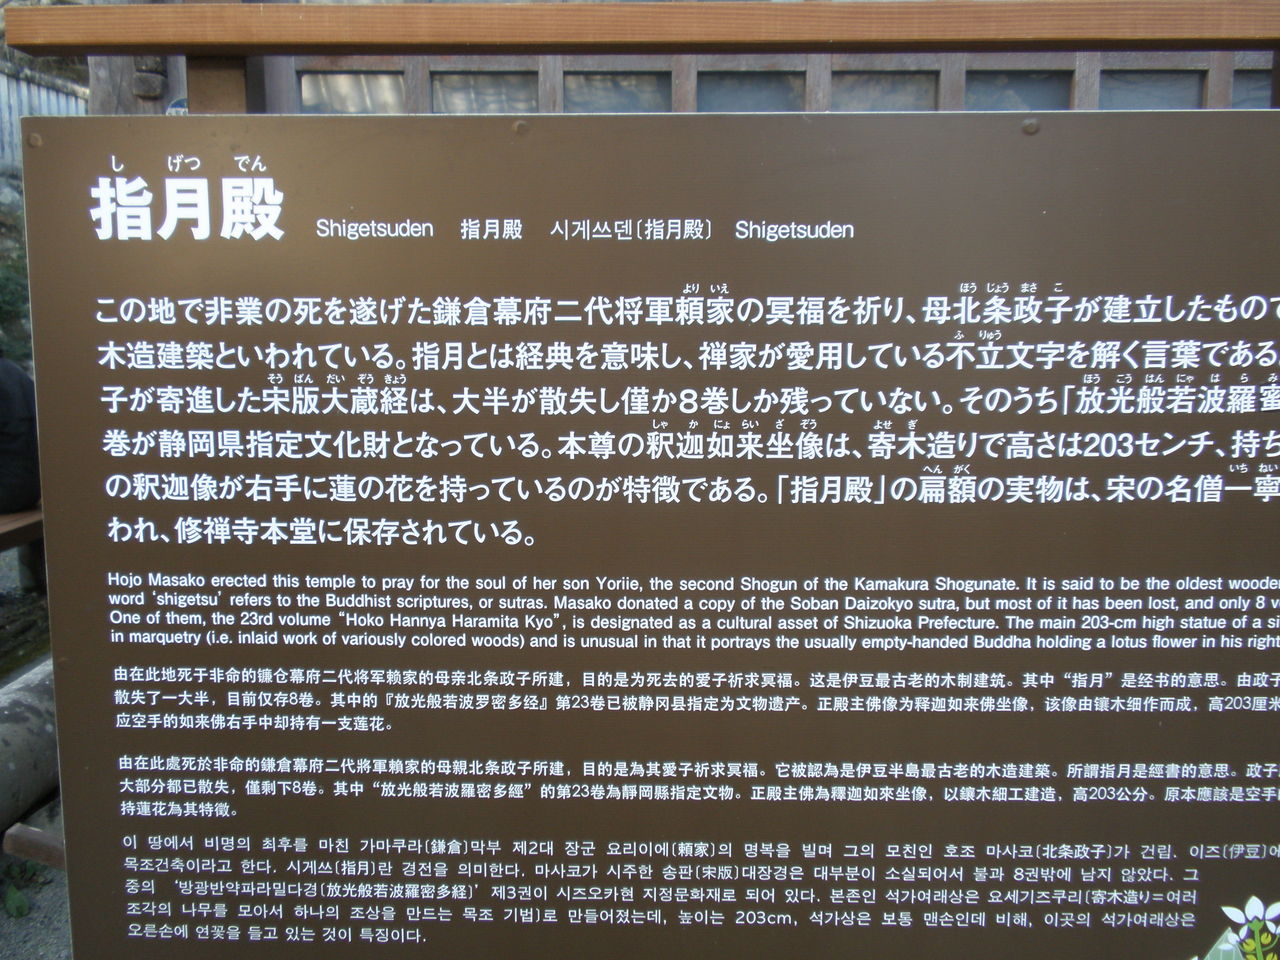 し げつ でん
指月殿 Shigetsuden 指月殿 시게쓰덴〔指月殿〕 Shigetsuden
より いえ ほう じょう まさ こ
この地で非業の死を遂げた鎌倉幕府二代将軍頼家の冥福を祈り、母北条政子が建立したもので
ふ りゅう
木造建築といわれている。指月とは経典を意味し、禅家が愛用している不立文字を解く言葉である
そう ばん だい ぞう きょう ほう こう はん にゃ は ら み
子が寄進した宋版大蔵経は、大半が散失し僅か8巻しか残っていない。そのうち「放光般若波羅蜜
しゃ か にょ らい ざ ぞう よせ ぎ
巻が静岡県指定文化財となっている。本尊の釈迦如来坐像は、寄木造りで高さは203センチ、持ち
へん がく いち ねい
の釈迦像が右手に蓮の花を持っているのが特徴である。「指月殿」の扁額の実物は、宋の名僧一寧
われ、修禅寺本堂に保存されている。
Hojo Masako erected this temple to pray for the soul of her son Yoriie, the second Shogun of the Kamakura Shogunate. It is said to be the oldest wooden
word ‘shigetsu’ refers to the Buddhist scriptures, or sutras. Masako donated a copy of the Soban Daizokyo sutra, but most of it has been lost, and only 8
One of them, the 23rd volume “Hoko Hannya Haramita Kyo”, is designated as a cultural asset of Shizuoka Prefecture. The main 203-cm high statue of a
in marquetry (i.e. inlaid work of variously colored woods) and is unusual in that it portrays the usually empty-handed Buddha holding a lotus flower in his right
由在此地死于非命的镰仓幕府二代将军赖家的母亲北条政子所建，目的是为死去的爱子祈求冥福。这是伊豆最古老的木制建筑。其中“指月”是经书的意思。由政子
散失了一大半，目前仅存8卷。其中的『放光般若波罗密多经』第23卷已被静冈县指定为文物遗产。正殿主佛像为释迦如来佛坐像，该像由镶木细作而成，高203厘米
应空手的如来佛右手中却持有一支莲花。
由在此處死於非命的鎌倉幕府二代將軍賴家的母親北条政子所建，目的是為其愛子祈求冥福。它被認為是伊豆半島最古老的木造建築。所謂指月是經書的意思。政子
大部分都已散失，僅剩下8卷。其中“放光般若波羅密多經”的第23卷為靜岡縣指定文物。正殿主佛為釋迦如來坐像，以鑲木細工建造，高203公分。原本應該是空手
持蓮花為其特徵。
이 땅에서 비명의 최후를 마친 가마쿠라〔鎌倉〕막부 제2대 장군 요리이에〔頼家〕의 명복을 빌며 그의 모친인 호조 마사코〔北条政子〕가 건립. 이즈〔伊豆〕에
목조건축이라고 한다. 시게쓰〔指月〕란 경전을 의미한다. 마사코가 시주한 송판〔宋版〕대장경은 대부분이 소실되어서 불과 8권밖에 남지 않았다. 그
중의 ‘방광반약파라밀다경〔放光般若波羅密多経〕’ 제3권이 시즈오카현 지정문화재로 되어 있다. 본존인 석가여래상은 요세기즈쿠리〔寄木造り=여러
조각의 나무를 모아서 하나의 조상을 만드는 목조 기법〕로 만들어졌는데, 높이는 203cm, 석가상은 보통 맨손인데 비해, 이곳의 석가여래상은
오른손에 연꽃을 들고 있는 것이 특징이다.